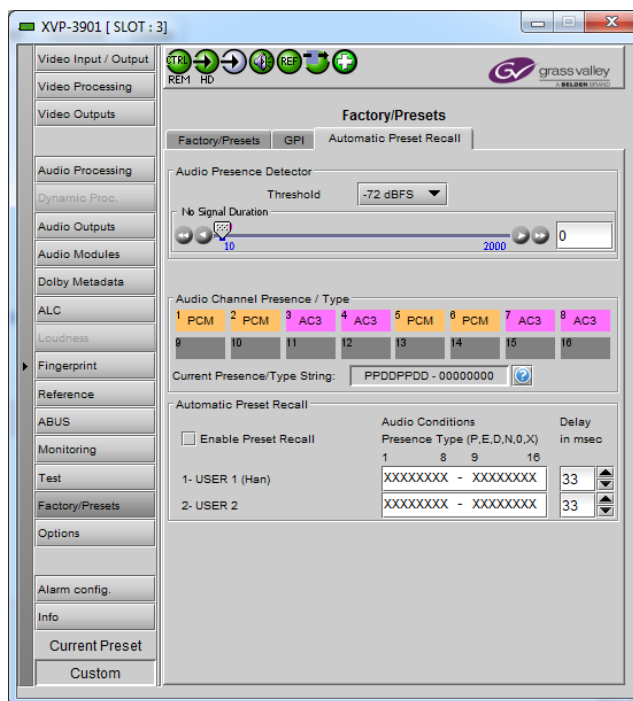 XVP-3901 [ SLOT : 3]
Video Input / Output
Video Processing
Video Outputs
Audio Processing
Dynamic Proc.
Audio Outputs
Audio Modules
Dolby Metadata
ALC
Loudness
Fingerprint
Reference
ABUS
Monitoring
Test
Factory/Presets
Options
Alarm config.
Info
Current Preset
Custom
CTRL REF
REM HD
GV grass valley
A BELDEN BRAND
Factory/Presets
Factory/Presets GPI Automatic Preset Recall
Audio Presence Detector
Threshold -72 dBFS
No Signal Duration
10 2000 0
Audio Channel Presence / Type
1 PCM 2 PCM 3 AC3 4 AC3 5 PCM 6 PCM 7 AC3 8 AC3
9 10 11 12 13 14 15 16
Current Presence/Type String: PPDDPPDD - 00000000 ?
Automatic Preset Recall
Audio Conditions Delay
Enable Preset Recall Presence Type (P,E,D,N,0,X) in msec
1 8 9 16
1- USER 1 (Han) XXXXXXXX - XXXXXXXX 33
2- USER 2 XXXXXXXX - XXXXXXXX 33